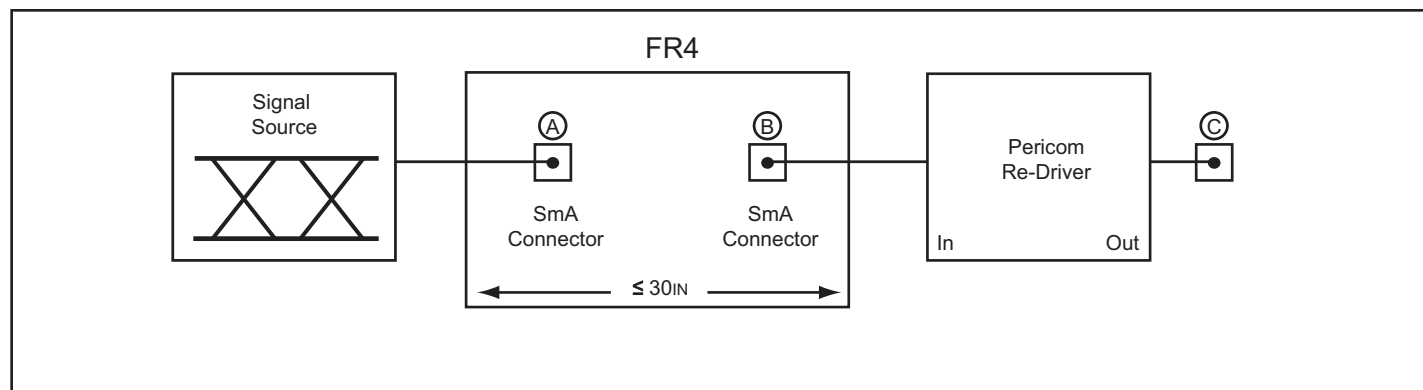 FR4
Signal
Source
A
B
C
Pericom
Re-Driver
SmA
Connector
SmA
Connector
In
Out
≤ 30IN